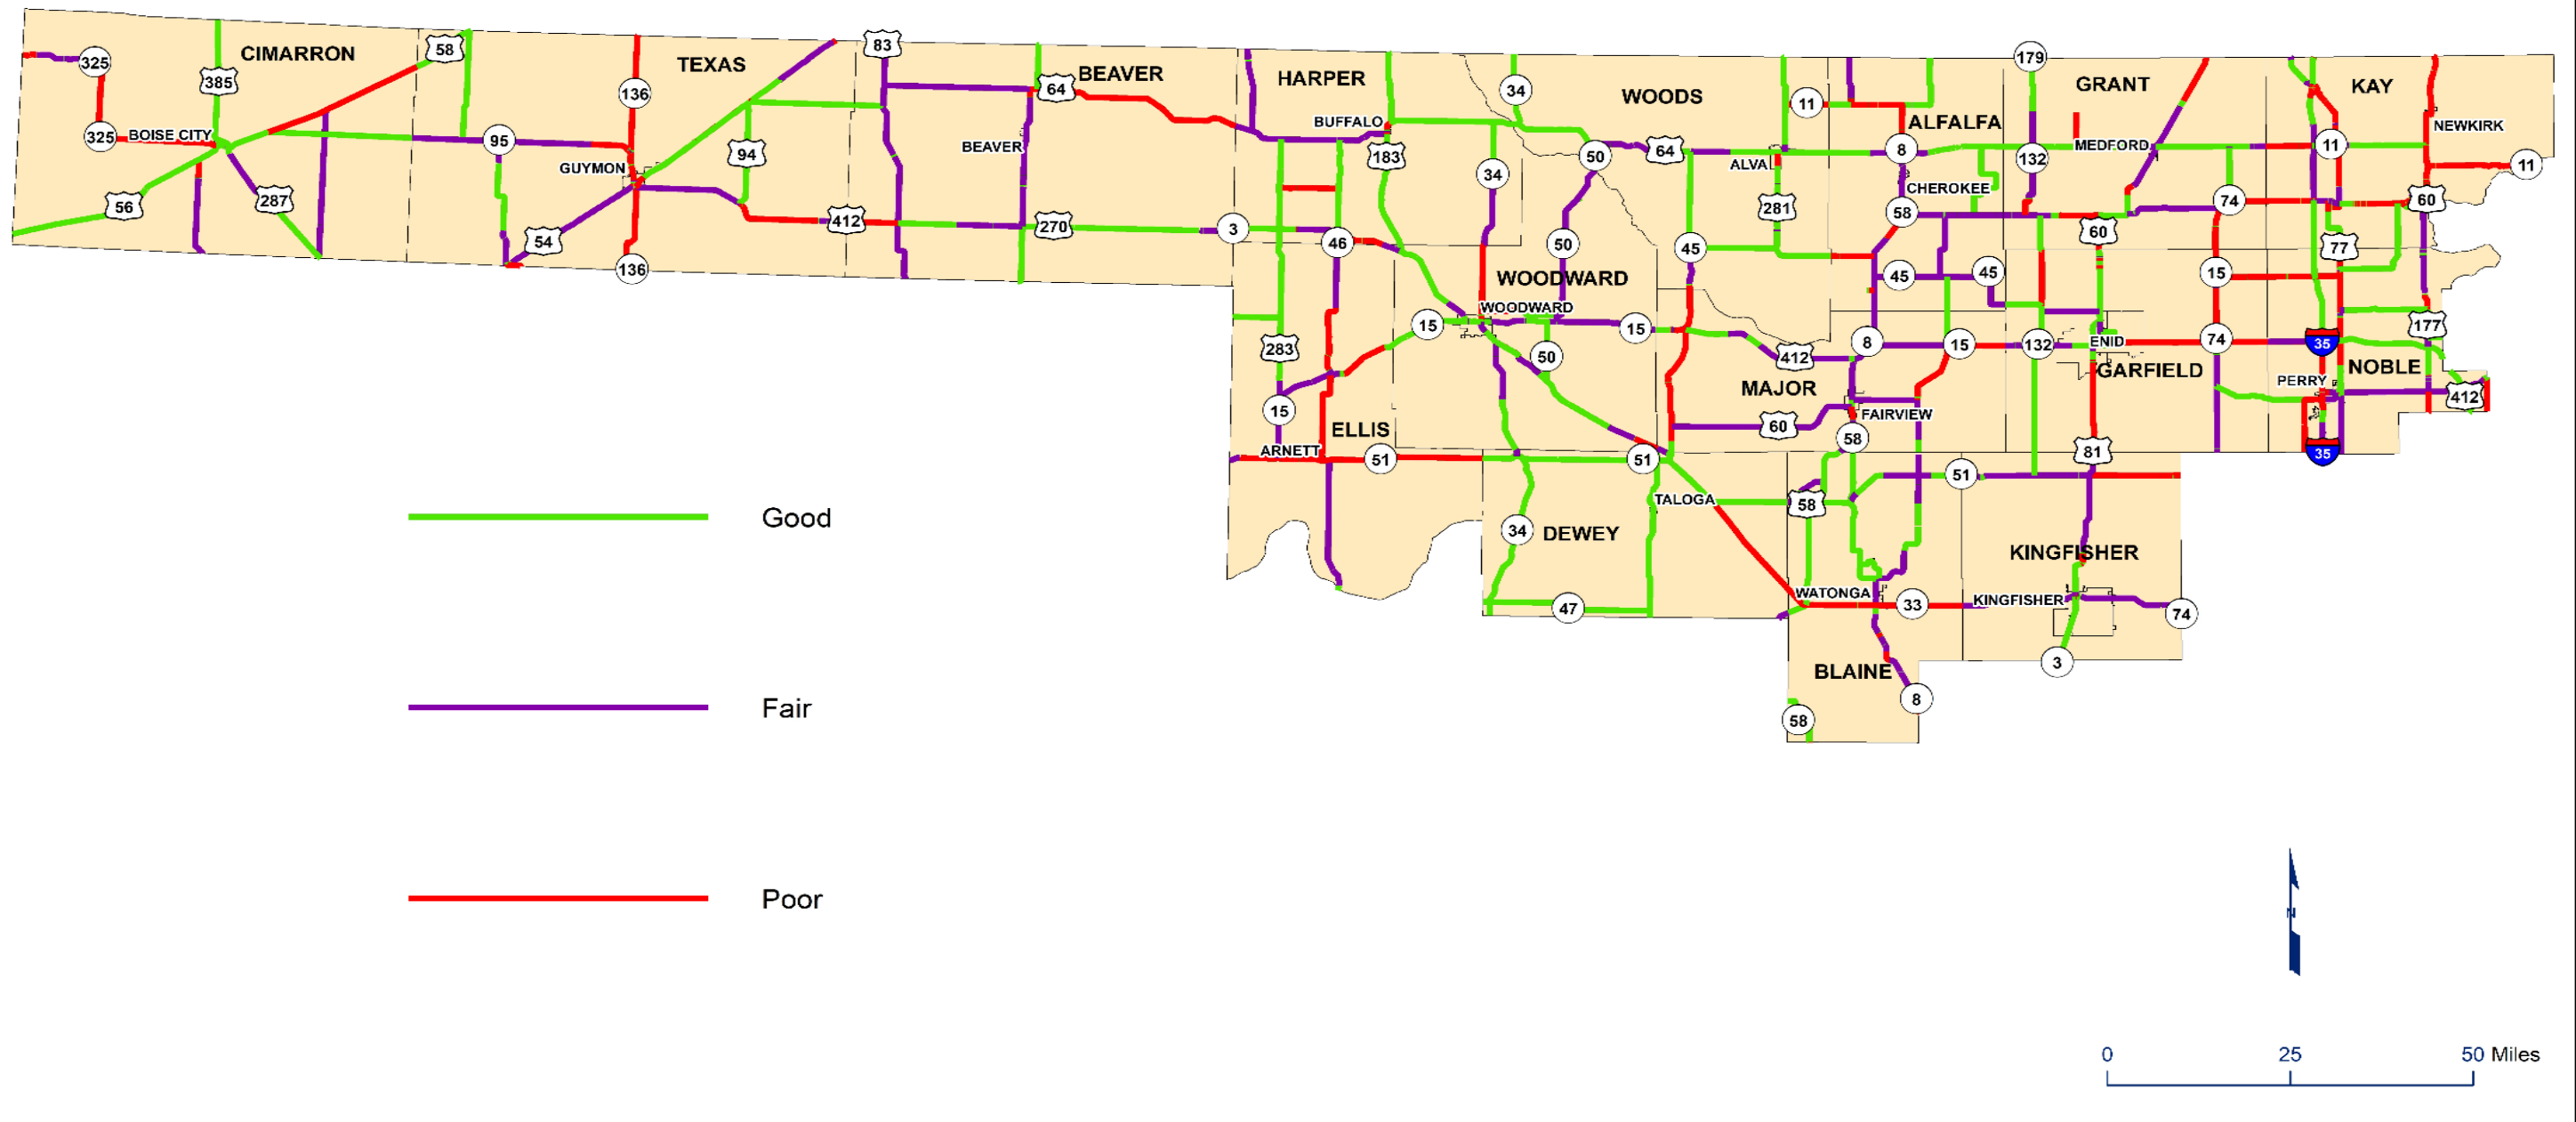 83
179
58
CIMARRON
TEXAS
325
385
BEAVER
HARPER
GRANT
KAY
64
136
34
WOODS
11
BUFFALO
ALFALFA
NEWKIRK
325
BOISE CITY
95
BEAVER
94
183
50
64
ALVA
8
132
MEDFORD
11
11
GUYMON
34
CHEROKEE
56
287
281
58
74
60
412
270
3
60
54
46
50
45
77
136
WOODWARD
45
45
15
WOODWARD
15
15
177
283
50
412
8
15
132
ENID
74
35
MAJOR
GARFIELD
NOBLE
PERRY
15
412
FAIRVIEW
60
ELLIS
58
ARNETT
51
51
81
35
51
TALOGA
58
Good
34
DEWEY
KINGFISHER
WATONGA
47
33
KINGFISHER
74
3
BLAINE
8
Fair
58
Poor
N
0
25
50 Miles